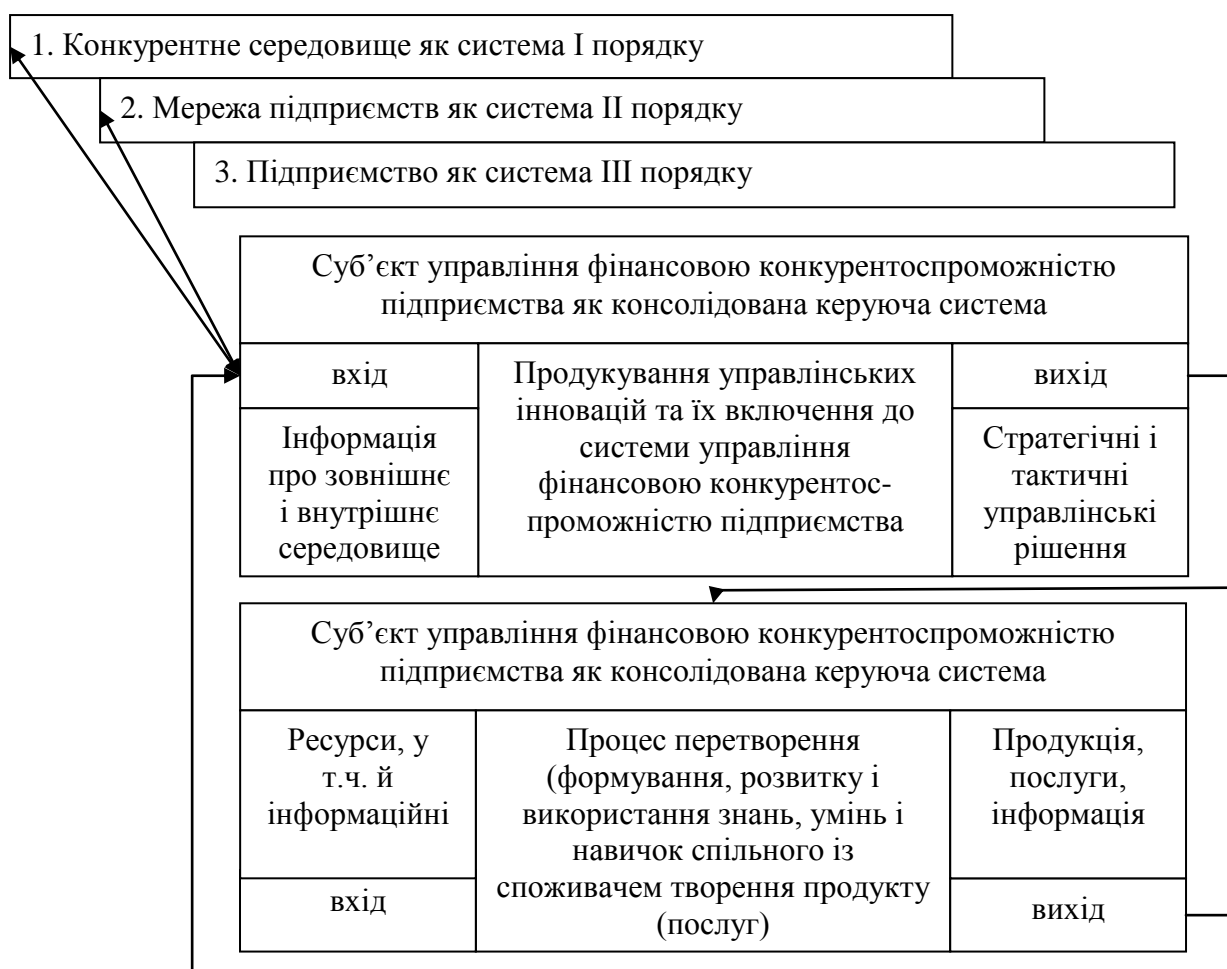 1. Конкурентне середовище як система І порядку
2. Мережа підприємств як система ІІ порядку
3. Підприємство як система ІІІ порядку
Суб’єкт управління фінансовою конкурентоспроможністю
підприємства як консолідована керуюча система
вхід
Інформація
про зовнішнє
і внутрішнє
середовище
Продукування управлінських
інновацій та їх включення до
системи управління
фінансовою конкурентос-
проможністю підприємства
вихід
Стратегічні і
тактичні
управлінські
рішення
Суб’єкт управління фінансовою конкурентоспроможністю
підприємства як консолідована керуюча система
Ресурси, у
т.ч. й
інформаційні
вхід
Процес перетворення
(формування, розвитку і
використання знань, умінь і
навичок спільного із
споживачем творення продукту
(послуг)
Продукція,
послуги,
інформація
вихід